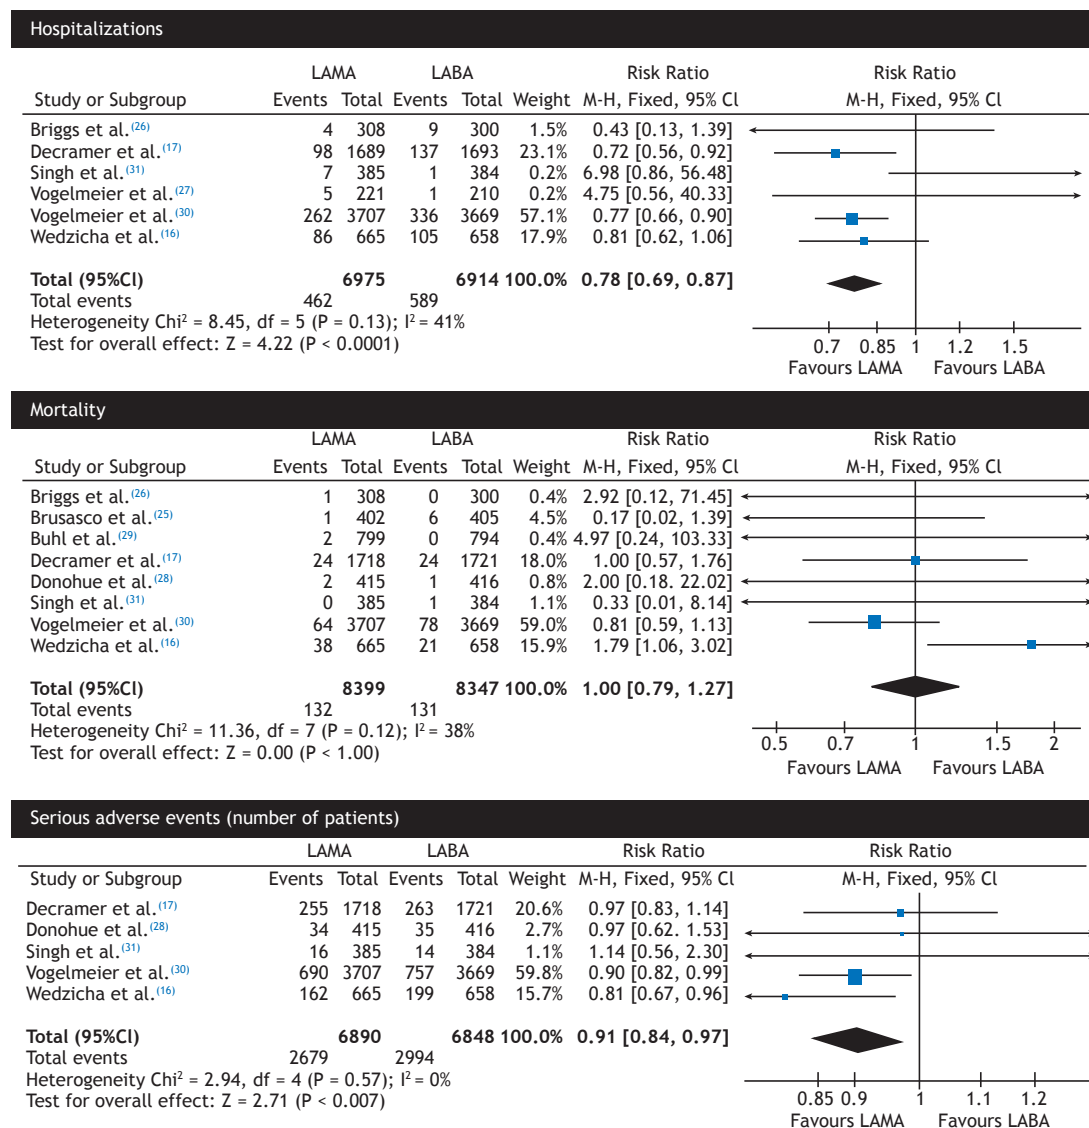 Hospitalizations
LAMA LABA Risk Ratio Risk Ratio
Study or Subgroup Events Total Events Total Weight M-H, Fixed, 95% CI M-H, Fixed, 95% CI
Briggs et al.(26) 4 308 9 300 1.5% 0.43 [0.13, 1.39]
Decramer et al.(17) 98 1689 137 1693 23.1% 0.72 [0.56, 0.92]
Singh et al.(31) 7 385 1 384 0.2% 6.98 [0.86, 56.48]
Vogelmeier et al.(27) 5 221 1 210 0.2% 4.75 [0.56, 40.33]
Vogelmeier et al.(30) 262 3707 336 3669 57.1% 0.77 [0.66, 0.90]
Wedzicha et al.(16) 86 665 105 658 17.9% 0.81 [0.62, 1.06]
Total (95%CI) 6975 6914 100.0% 0.78 [0.69, 0.87]
Total events 462 589
Heterogeneity Chi² = 8.45, df = 5 (P = 0.13); I² = 41%
Test for overall effect: Z = 4.22 (P < 0.0001)
0.7 0.85 1 1.2 1.5
Favours LAMA Favours LABA
Mortality
LAMA LABA Risk Ratio Risk Ratio
Study or Subgroup Events Total Events Total Weight M-H, Fixed, 95% CI M-H, Fixed, 95% CI
Briggs et al.(26) 1 308 0 300 0.4% 2.92 [0.12, 71.45]
Brusasco et al.(25) 1 402 6 405 4.5% 0.17 [0.02, 1.39]
Buhl et al.(29) 2 799 0 794 0.4% 4.97 [0.24, 103.33]
Decramer et al.(17) 24 1718 24 1721 18.0% 1.00 [0.57, 1.76]
Donohue et al.(28) 2 415 1 416 0.8% 2.00 [0.18. 22.02]
Singh et al.(31) 0 385 1 384 1.1% 0.33 [0.01, 8.14]
Vogelmeier et al.(30) 64 3707 78 3669 59.0% 0.81 [0.59, 1.13]
Wedzicha et al.(16) 38 665 21 658 15.9% 1.79 [1.06, 3.02]
Total (95%CI) 8399 8347 100.0% 1.00 [0.79, 1.27]
Total events 132 131
Heterogeneity Chi² = 11.36, df = 7 (P = 0.12); I² = 38%
Test for overall effect: Z = 0.00 (P < 1.00)
0.5 0.7 1 1.5 2
Favours LAMA Favours LABA
Serious adverse events (number of patients)
LAMA LABA Risk Ratio Risk Ratio
Study or Subgroup Events Total Events Total Weight M-H, Fixed, 95% CI M-H, Fixed, 95% CI
Decramer et al.(17) 255 1718 263 1721 20.6% 0.97 [0.83, 1.14]
Donohue et al.(28) 34 415 35 416 2.7% 0.97 [0.62. 1.53]
Singh et al.(31) 16 385 14 384 1.1% 1.14 [0.56, 2.30]
Vogelmeier et al.(30) 690 3707 757 3669 59.8% 0.90 [0.82, 0.99]
Wedzicha et al.(16) 162 665 199 658 15.7% 0.81 [0.67, 0.96]
Total (95%CI) 6890 6848 100.0% 0.91 [0.84, 0.97]
Total events 2679 2994
Heterogeneity Chi² = 2.94, df = 4 (P = 0.57); I² = 0%
Test for overall effect: Z = 2.71 (P < 0.007)
0.85 0.9 1 1.1 1.2
Favours LAMA Favours LABA